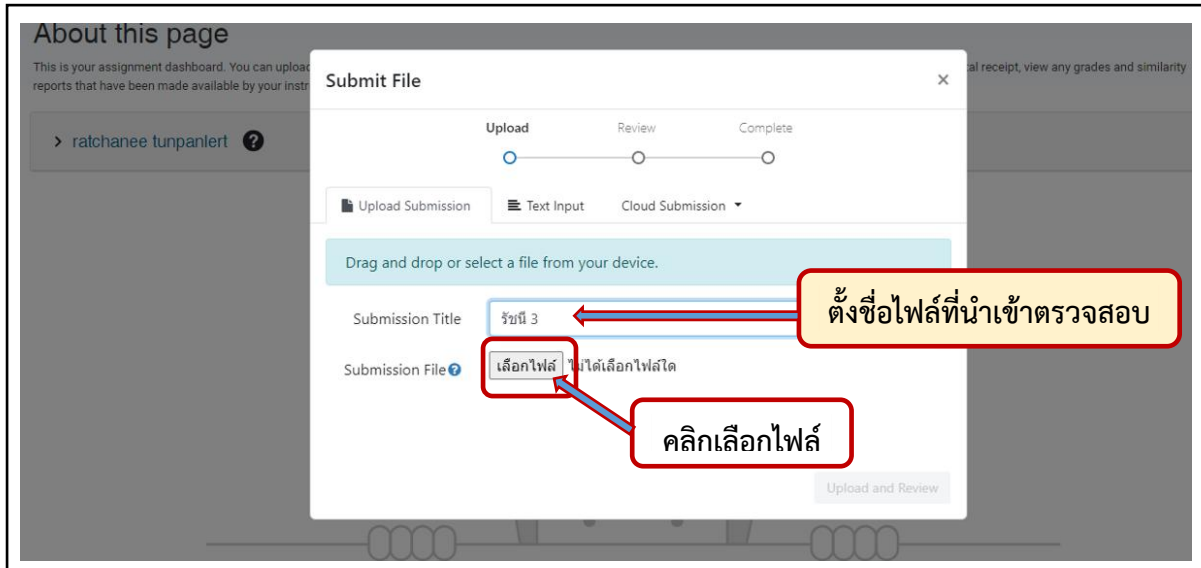 About this page
This is your assignment dashboard. You can upload
al receipt, view any grades and similarity
reports that have been made available by your instr
ratchanee tunpanlert ?
Submit File ×
Upload Review Complete
Upload Submission Text Input Cloud Submission
Drag and drop or select a file from your device.
Submission Title รัชนี 3
ตั้งชื่อไฟล์ที่นำเข้าตรวจสอบ
Submission File ? เลือกไฟล์ ไม่ได้เลือกไฟล์ใด
คลิกเลือกไฟล์
Upload and Review